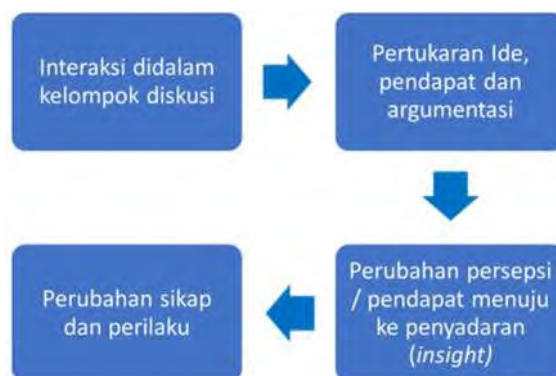 Interaksi didalam
kelompok diskusi
Pertukaran Ide,
pendapat dan
argumentasi
Perubahan persepsi
/ pendapat menuju
ke penyadaran
(insight)
Perubahan sikap
dan perilaku